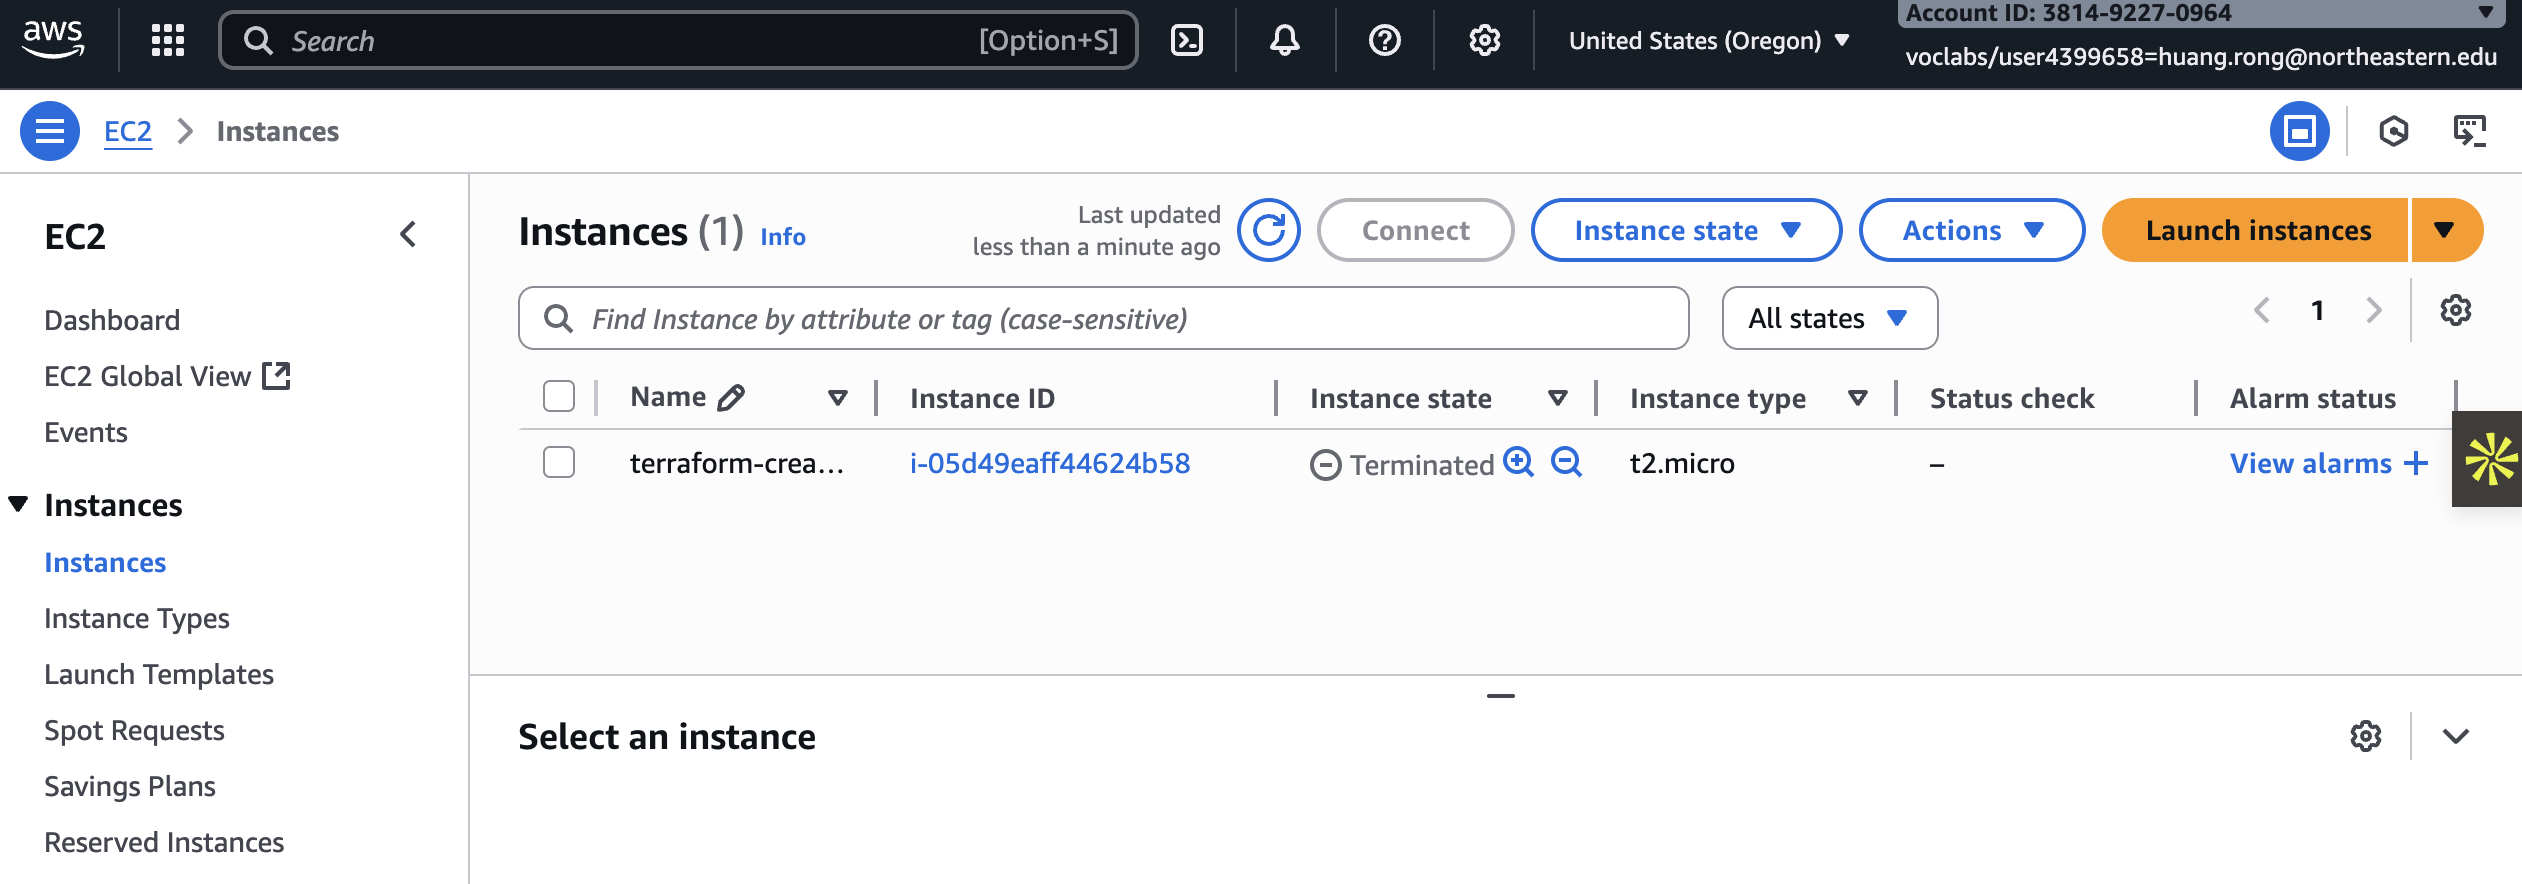 aws
Search
[Option+S]
United States (Oregon)
Account ID: 3814-9227-0964
voclabs/user4399658=huang.rong@northeastern.edu
EC2
Instances
EC2
Dashboard
EC2 Global View
Events
Instances
Instances
Instance Types
Launch Templates
Spot Requests
Savings Plans
Reserved Instances
Instances (1) Info
Last updated
less than a minute ago
Connect
Instance state
Actions
Launch instances
Find Instance by attribute or tag (case-sensitive)
All states
1
Name
Instance ID
Instance state
Instance type
Status check
Alarm status
terraform-crea...
i-05d49eaff44624b58
Terminated
t2.micro
–
View alarms +
Select an instance